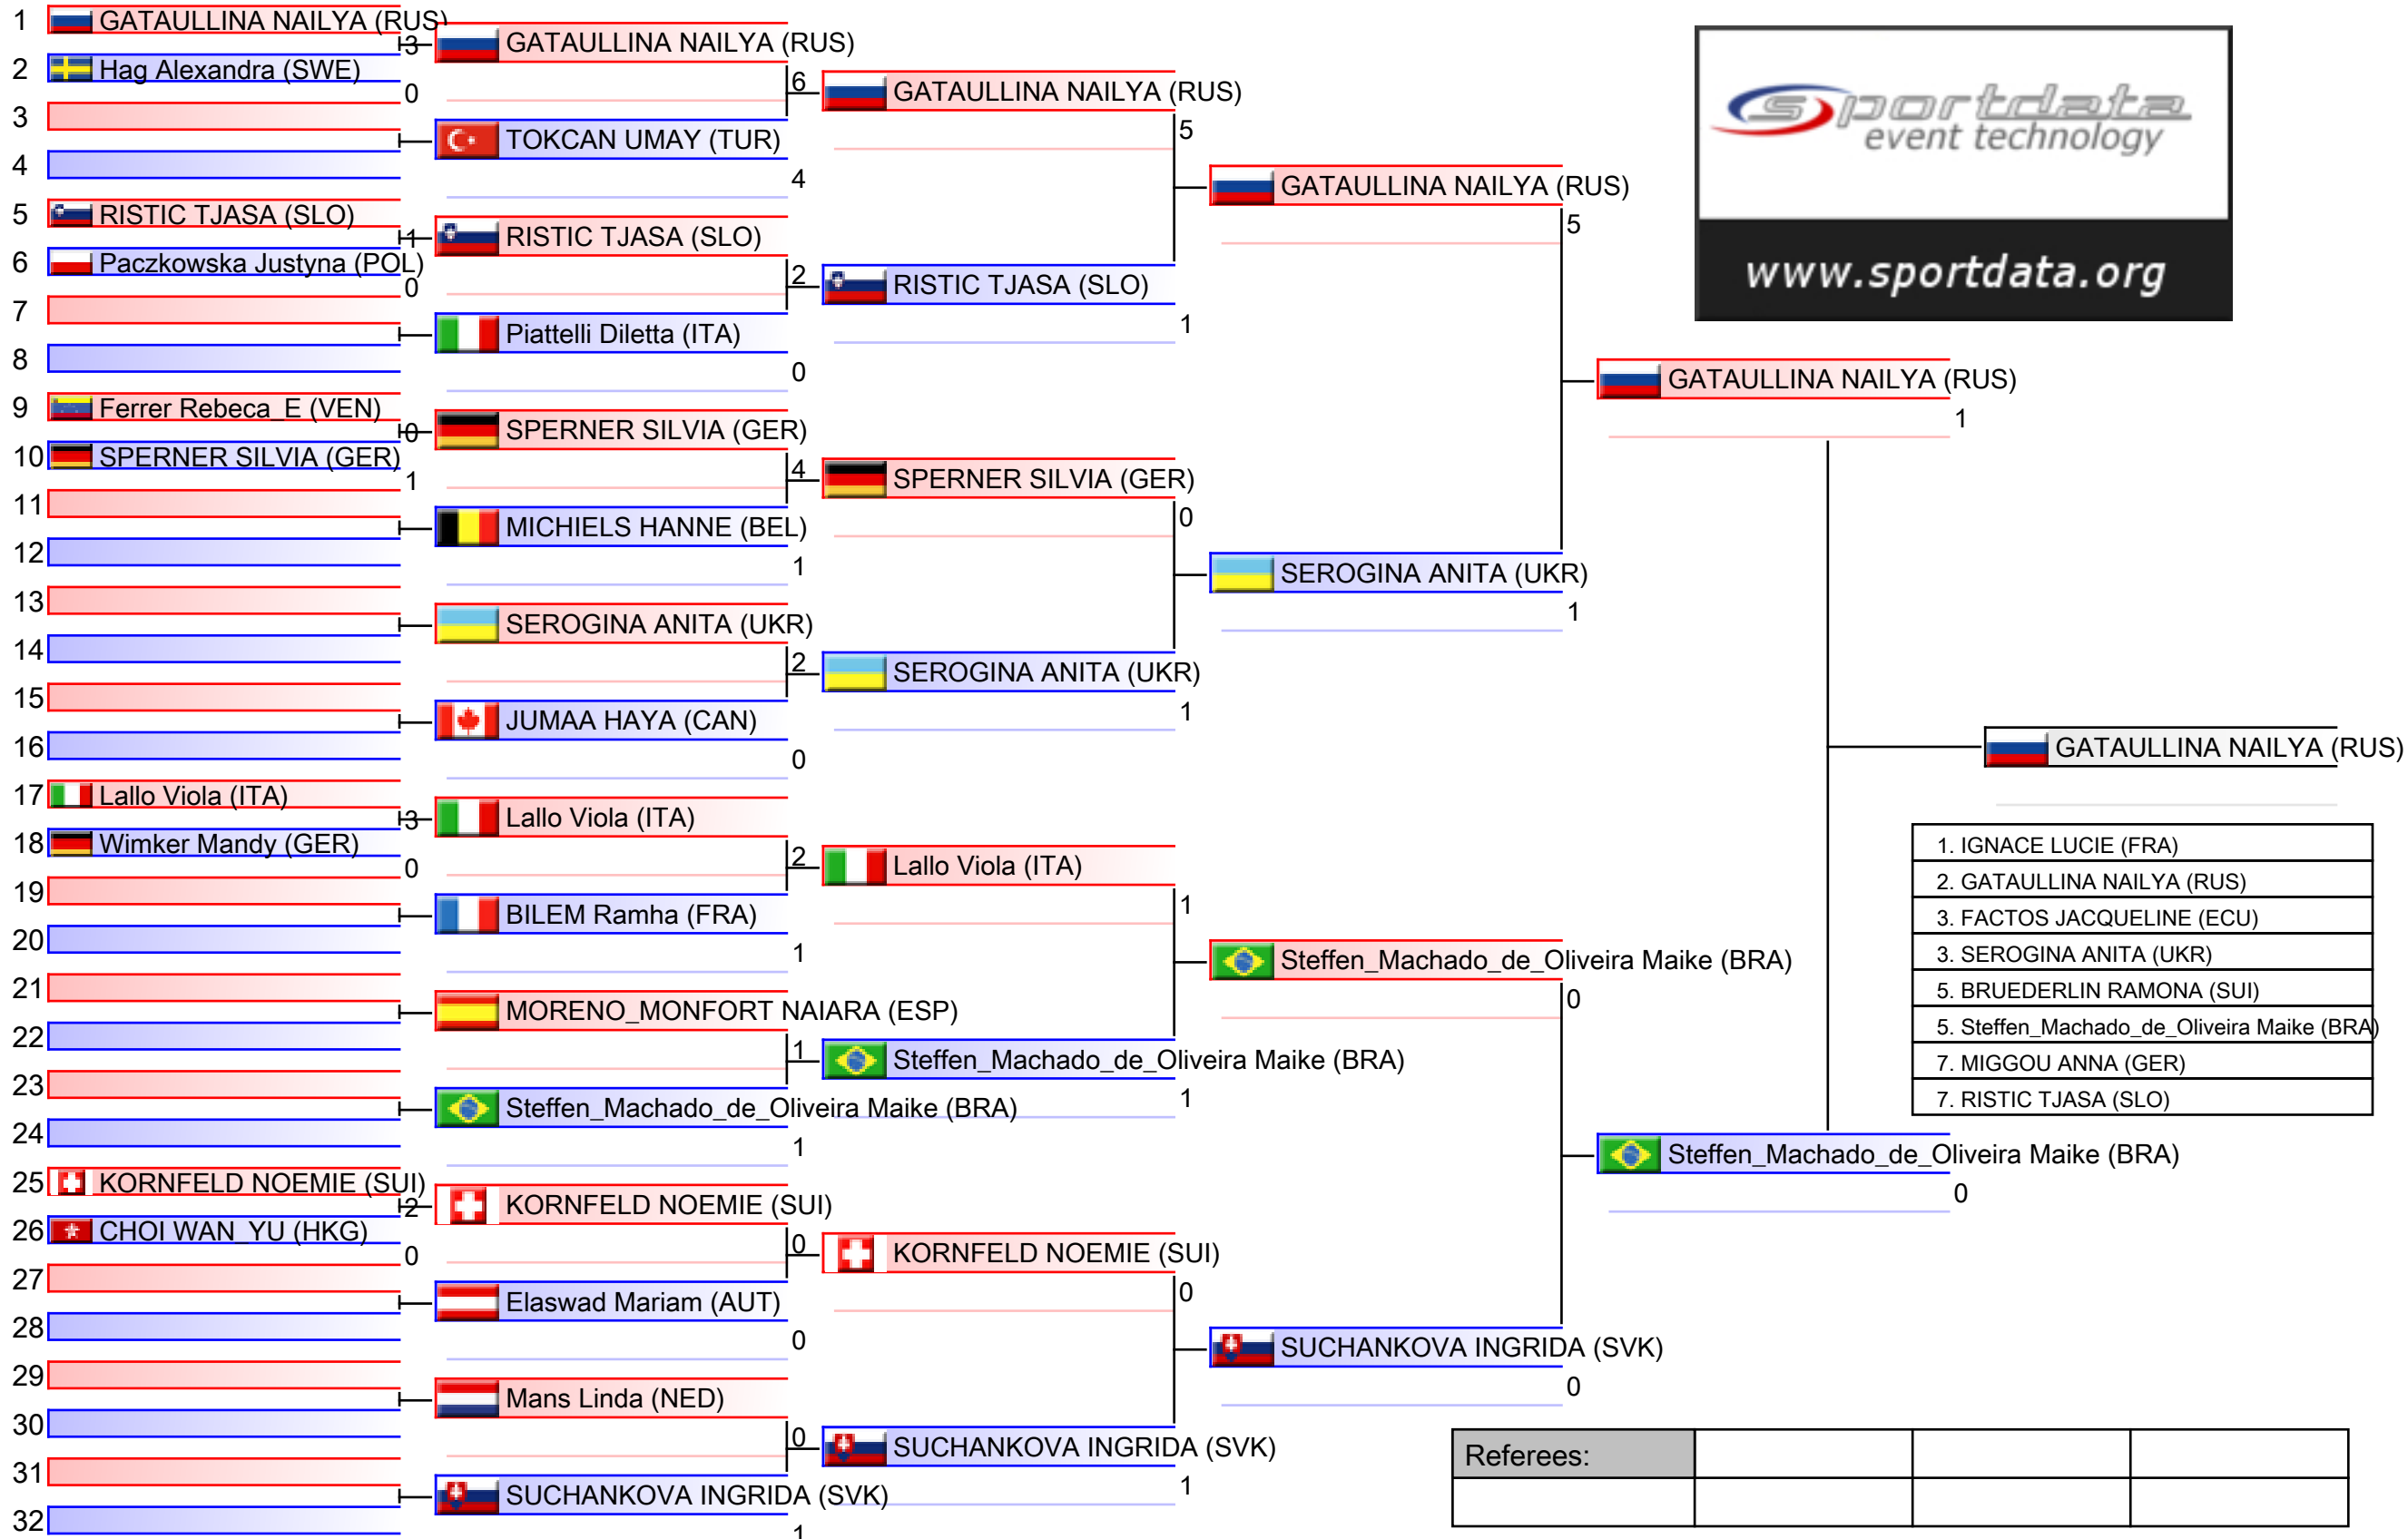 1 GATAULLINA NAILYA (RUS)
3
2 Hag Alexandra (SWE)
0
3
4
5 RISTIC TJASA (SLO)
1
6 Paczkowska Justyna (POL)
0
7
8
9 Ferrer Rebeca_E (VEN)
0
10 SPERNER SILVIA (GER)
1
11
12
13
14
15
16
17 Lallo Viola (ITA)
3
18 Wimker Mandy (GER)
0
19
20
21
22
23
24
25 KORNFELD NOEMIE (SUI)
2
26 CHOI WAN_YU (HKG)
0
27
28
29
30
31
32
GATAULLINA NAILYA (RUS)
6
TOKCAN UMAY (TUR)
4
RISTIC TJASA (SLO)
2
Piattelli Diletta (ITA)
0
SPERNER SILVIA (GER)
4
MICHIELS HANNE (BEL)
1
SEROGINA ANITA (UKR)
2
JUMAA HAYA (CAN)
0
Lallo Viola (ITA)
2
BILEM Ramha (FRA)
1
MORENO_MONFORT NAIARA (ESP)
1
Steffen_Machado_de_Oliveira Maike (BRA)
1
KORNFELD NOEMIE (SUI)
0
Elaswad Mariam (AUT)
0
Mans Linda (NED)
0
SUCHANKOVA INGRIDA (SVK)
1
GATAULLINA NAILYA (RUS)
5
RISTIC TJASA (SLO)
1
SPERNER SILVIA (GER)
0
SEROGINA ANITA (UKR)
1
Lallo Viola (ITA)
1
Steffen_Machado_de_Oliveira Maike (BRA)
1
KORNFELD NOEMIE (SUI)
0
SUCHANKOVA INGRIDA (SVK)
1
GATAULLINA NAILYA (RUS)
5
SEROGINA ANITA (UKR)
1
Steffen_Machado_de_Oliveira Maike (BRA)
0
SUCHANKOVA INGRIDA (SVK)
0
GATAULLINA NAILYA (RUS)
1
Steffen_Machado_de_Oliveira Maike (BRA)
0
GATAULLINA NAILYA (RUS)
sportdata
event technology
www.sportdata.org
1. IGNACE LUCIE (FRA)
2. GATAULLINA NAILYA (RUS)
3. FACTOS JACQUELINE (ECU)
3. SEROGINA ANITA (UKR)
5. BRUEDERLIN RAMONA (SUI)
5. Steffen_Machado_de_Oliveira Maike (BRA)
7. MIGGOU ANNA (GER)
7. RISTIC TJASA (SLO)
Referees: